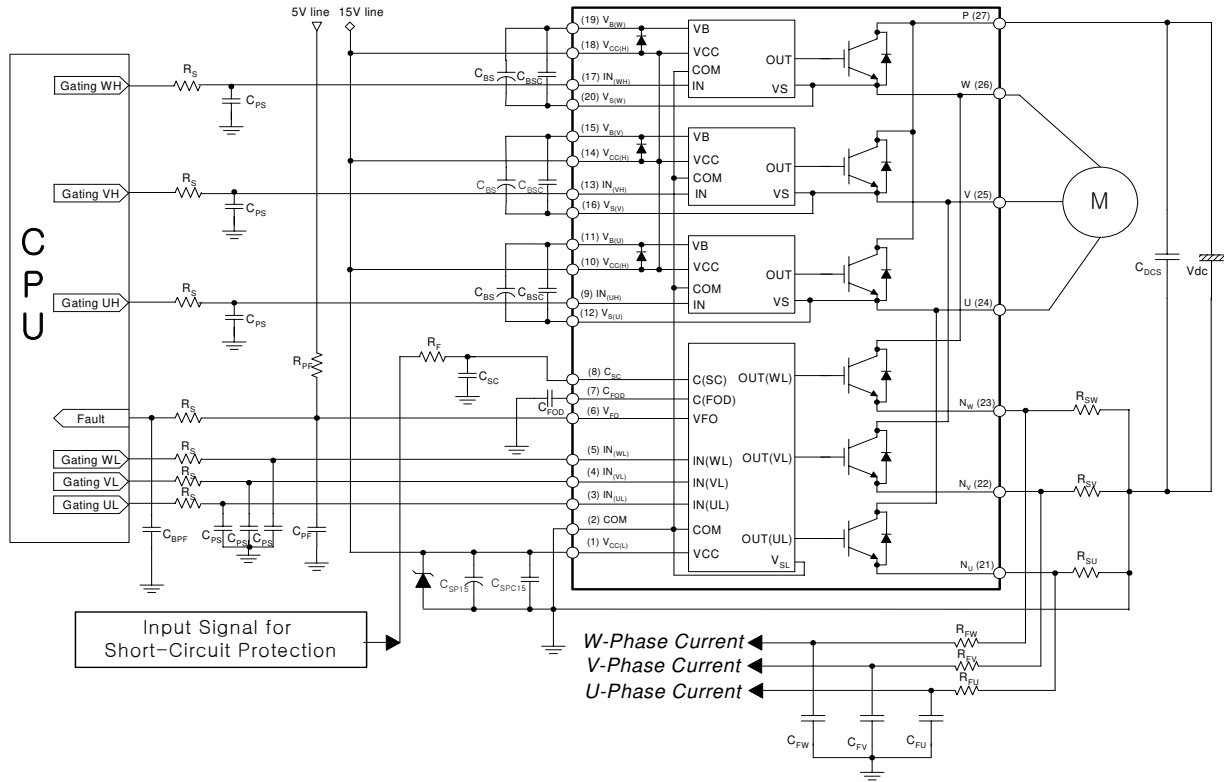 5V line
15V line
CPU
Gating WH
R_S
C_PS
Gating VH
R_S
C_PS
Gating UH
R_S
C_PS
R_PF
Fault
R_S
Gating WL
R_S
Gating VL
R_S
Gating UL
R_S
C_BPF
C_PS
C_PS
C_PS
C_PF
R_F
C_SC
C_FOD
C_SP15
C_SPC15
Input Signal for
Short-Circuit Protection
C_BS
C_BSC
(19) V_B(W)
(18) V_CC(H)
(17) IN_(WH)
(20) V_S(W)
VB
VCC
COM
IN
OUT
VS
C_BS
C_BSC
(15) V_B(V)
(14) V_CC(H)
(13) IN_(VH)
(16) V_S(V)
VB
VCC
COM
IN
OUT
VS
C_BS
C_BSC
(11) V_B(U)
(10) V_CC(H)
(9) IN_(UH)
(12) V_S(U)
VB
VCC
COM
IN
OUT
VS
(8) C_SC
(7) C_FOD
(6) V_FO
(5) IN_(WL)
(4) IN_(VL)
(3) IN_(UL)
(2) COM
(1) V_CC(L)
C(SC)
C(FOD)
VFO
IN(WL)
IN(VL)
IN(UL)
COM
VCC
OUT(WL)
OUT(VL)
OUT(UL)
V_SL
P (27)
W (26)
V (25)
U (24)
N_W (23)
N_V (22)
N_U (21)
M
C_DCS
Vdc
R_SW
R_SV
R_SU
W-Phase Current
V-Phase Current
U-Phase Current
R_FW
R_FV
R_FU
C_FW
C_FV
C_FU